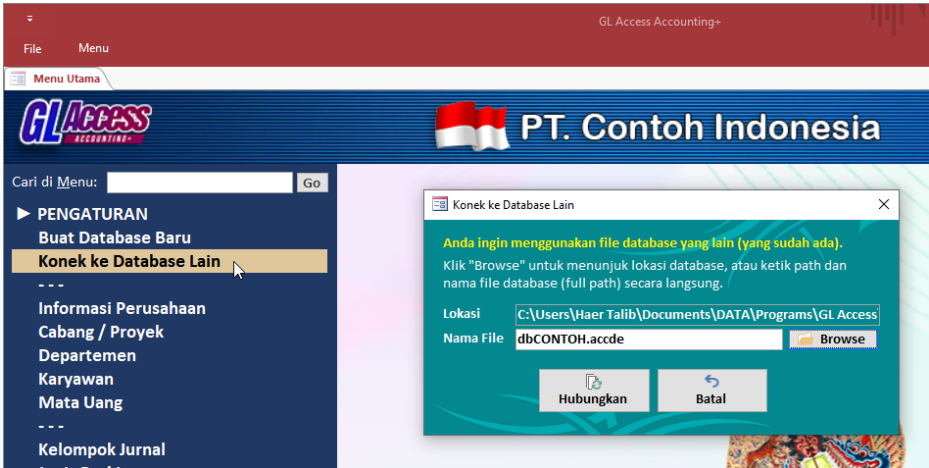 GL Access Accounting+
File Menu
Menu Utama
GL ACCESS
ACCOUNTING+
PT. Contoh Indonesia
Cari di Menu: Go
PENGATURAN
Buat Database Baru
Konek ke Database Lain
- - -
Informasi Perusahaan
Cabang / Proyek
Departemen
Karyawan
Mata Uang
- - -
Kelompok Jurnal
Konek ke Database Lain
Anda ingin menggunakan file database yang lain (yang sudah ada).
Klik "Browse" untuk menunjuk lokasi database, atau ketik path dan
nama file database (full path) secara langsung.
Lokasi C:\Users\Haer Talib\Documents\DATA\Programs\GL Access
Nama File dbCONTOH.accde Browse
Hubungkan Batal